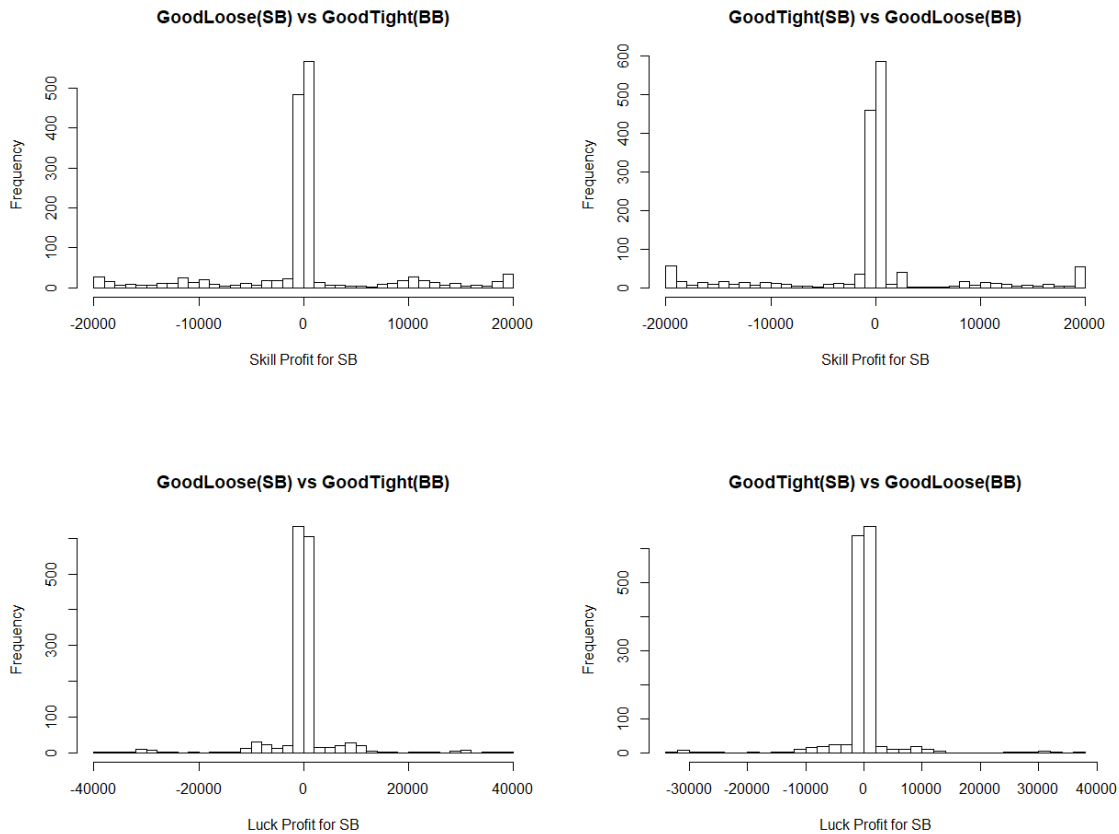 GoodLoose(SB) vs GoodTight(BB)
Frequency
0 100 200 300 400 500
-20000 -10000 0 10000 20000
Skill Profit for SB
GoodTight(SB) vs GoodLoose(BB)
Frequency
0 100 200 300 400 500 600
-20000 -10000 0 10000 20000
Skill Profit for SB
GoodLoose(SB) vs GoodTight(BB)
Frequency
0 100 300 500
-40000 -20000 0 20000 40000
Luck Profit for SB
GoodTight(SB) vs GoodLoose(BB)
Frequency
0 100 300 500
-30000 -10000 0 10000 20000 30000 40000
Luck Profit for SB